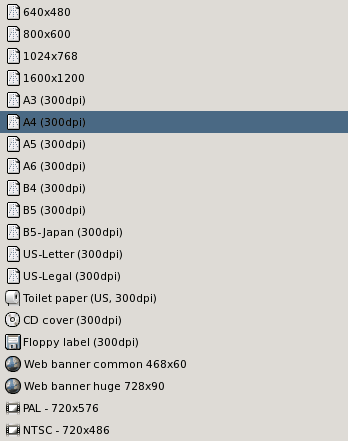 640x480
800x600
1024x768
1600x1200
A3 (300dpi)
A4 (300dpi)
A5 (300dpi)
A6 (300dpi)
B4 (300dpi)
B5 (300dpi)
B5-Japan (300dpi)
US-Letter (300dpi)
US-Legal (300dpi)
Toilet paper (US, 300dpi)
CD cover (300dpi)
Floppy label (300dpi)
Web banner common 468x60
Web banner huge 728x90
PAL - 720x576
NTSC - 720x486